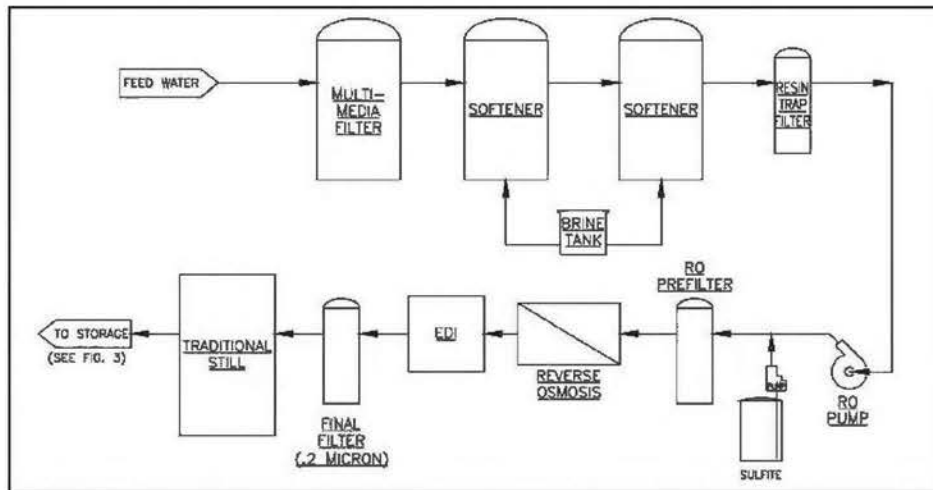 FEED WATER
MULTI-
MEDIA
FILTER
SOFTENER
SOFTENER
RESIN
TRAP
FILTER
BRINE
TANK
RO
PREFILTER
TO STORAGE
(SEE FIG. 3)
TRADITIONAL
STILL
EDI
REVERSE
OSMOSIS
PUMP
RO
PUMP
FINAL
FILTER
(.2 MICRON)
SULFITE